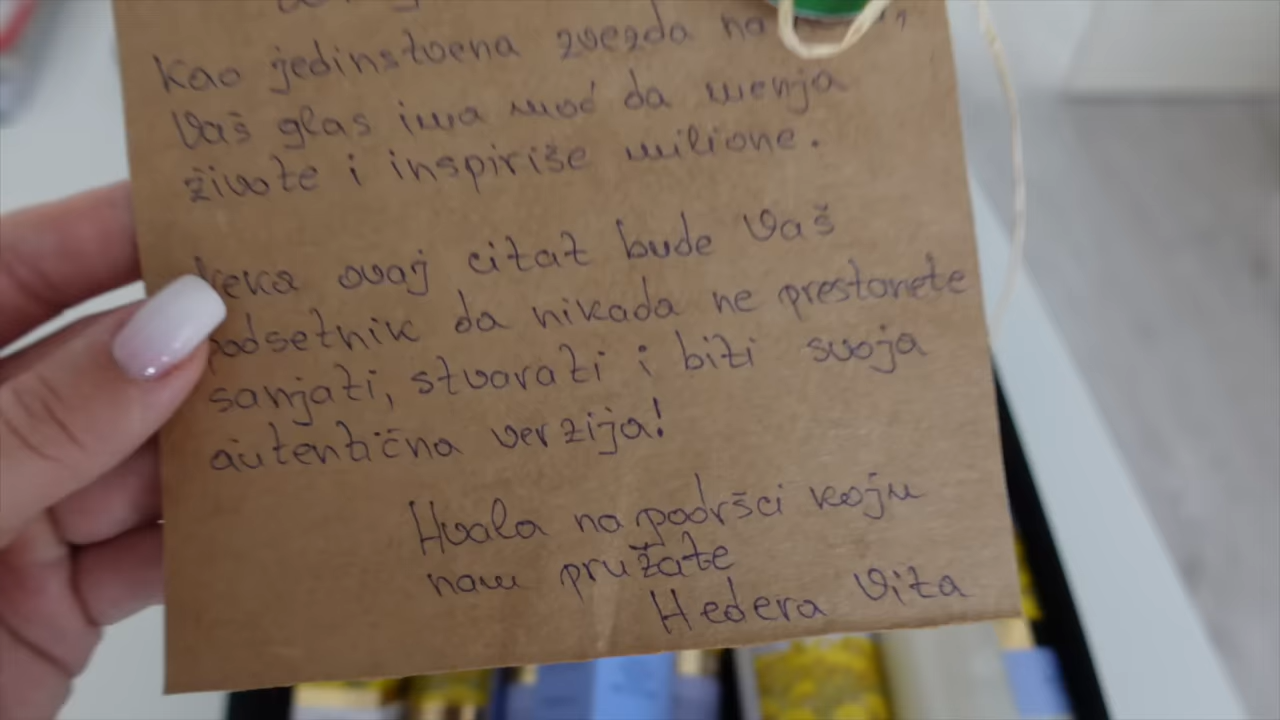 Kao jedinstvena zvezda na
Vaš glas ima moć da menja
živote i inspiriše milione.
Neka ovaj citat bude Vaš
podsetnik da nikada ne prestanete
sanjati, stvarati i biti svoja
autentična verzija!
Hvala na podršci koju
nam pružate
Hedera Vita